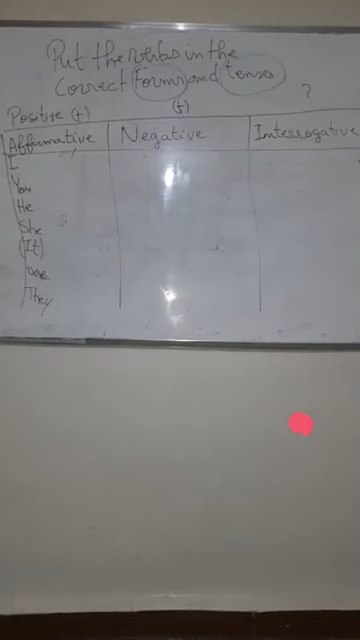 Put the verbs in the
correct forms and tenses
?
Positive (+) (t)
Affirmative Negative Interrogative
I
You
He
She
(It)
we
They